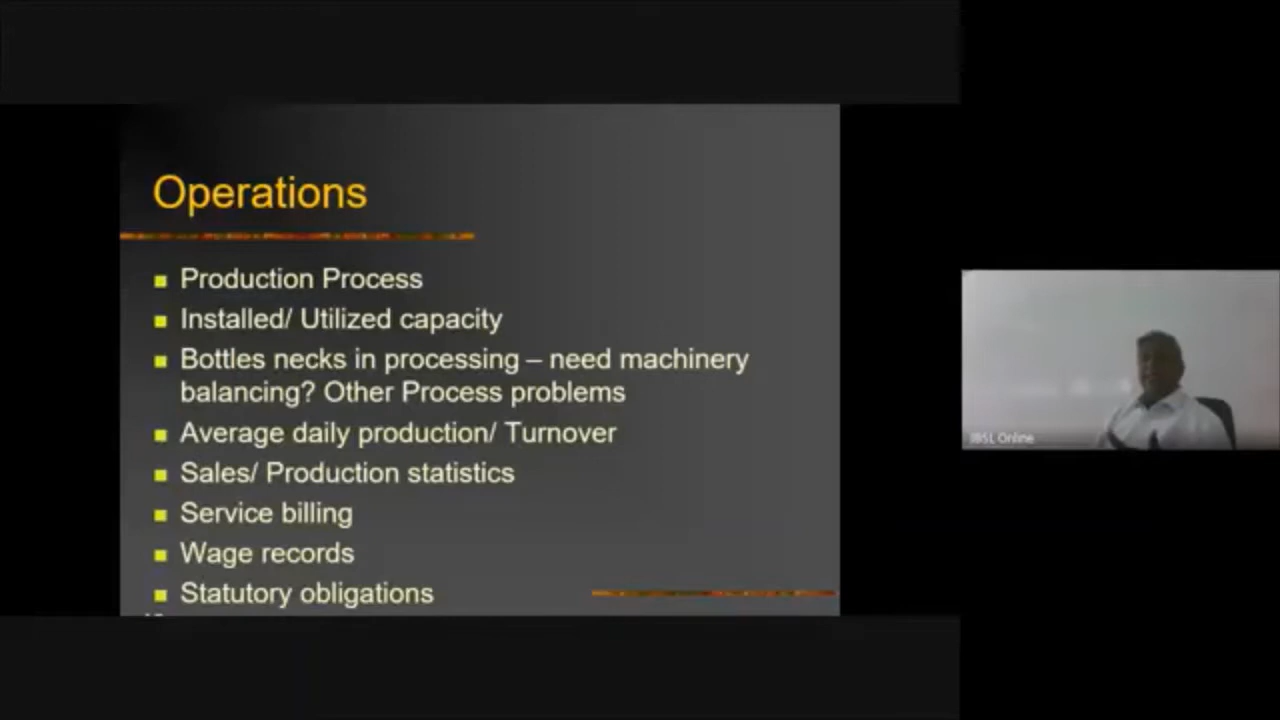 Operations
Production Process
Installed/ Utilized capacity
Bottles necks in processing – need machinery
balancing? Other Process problems
Average daily production/ Turnover
Sales/ Production statistics
Service billing
Wage records
Statutory obligations
IBSL Online